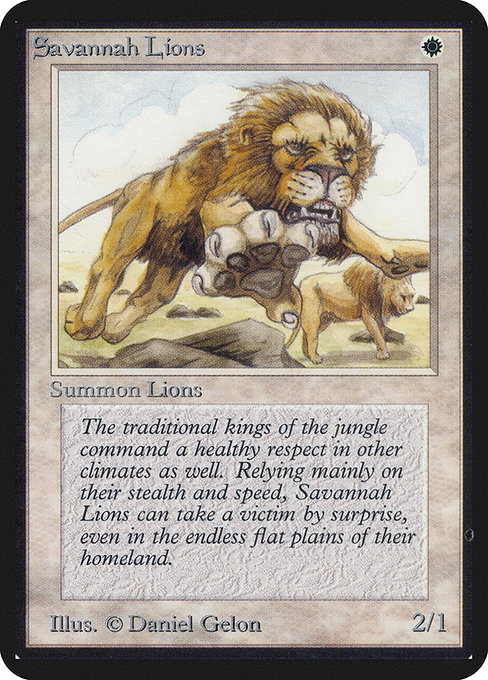 Savannah Lions
Summon Lions
The traditional kings of the jungle
command a healthy respect in other
climates as well. Relying mainly on
their stealth and speed, Savannah
Lions can take a victim by surprise,
even in the endless flat plains of their
homeland.
Illus. © Daniel Gelon 2/1